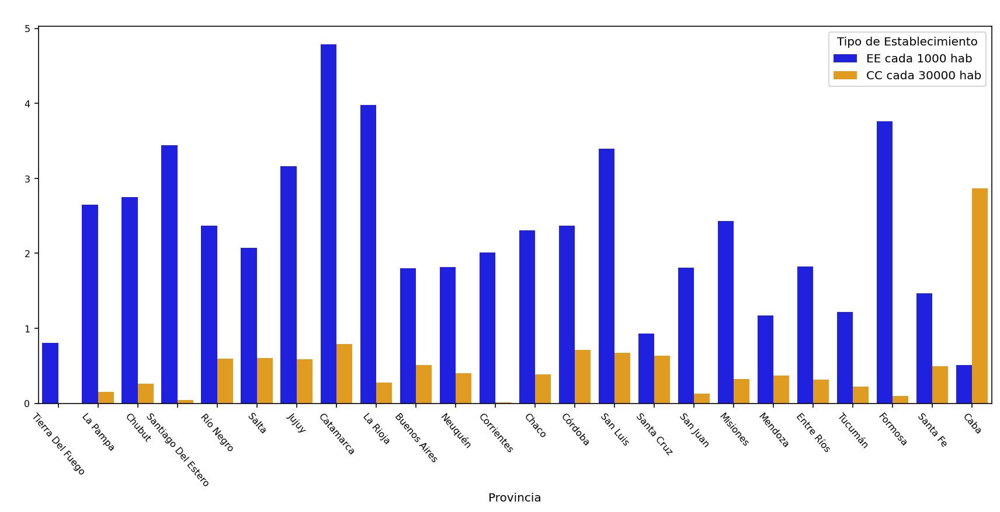 Tipo de Establecimiento
EE cada 1000 hab
CC cada 30000 hab
5
4
3
2
1
0
Tierra Del Fuego
La Pampa
Chubut
Santiago Del Estero
Río Negro
Salta
Jujuy
Catamarca
La Rioja
Buenos Aires
Neuquén
Corrientes
Chaco
Córdoba
San Luis
Santa Cruz
San Juan
Misiones
Mendoza
Entre Ríos
Tucumán
Formosa
Santa Fe
Caba
Provincia